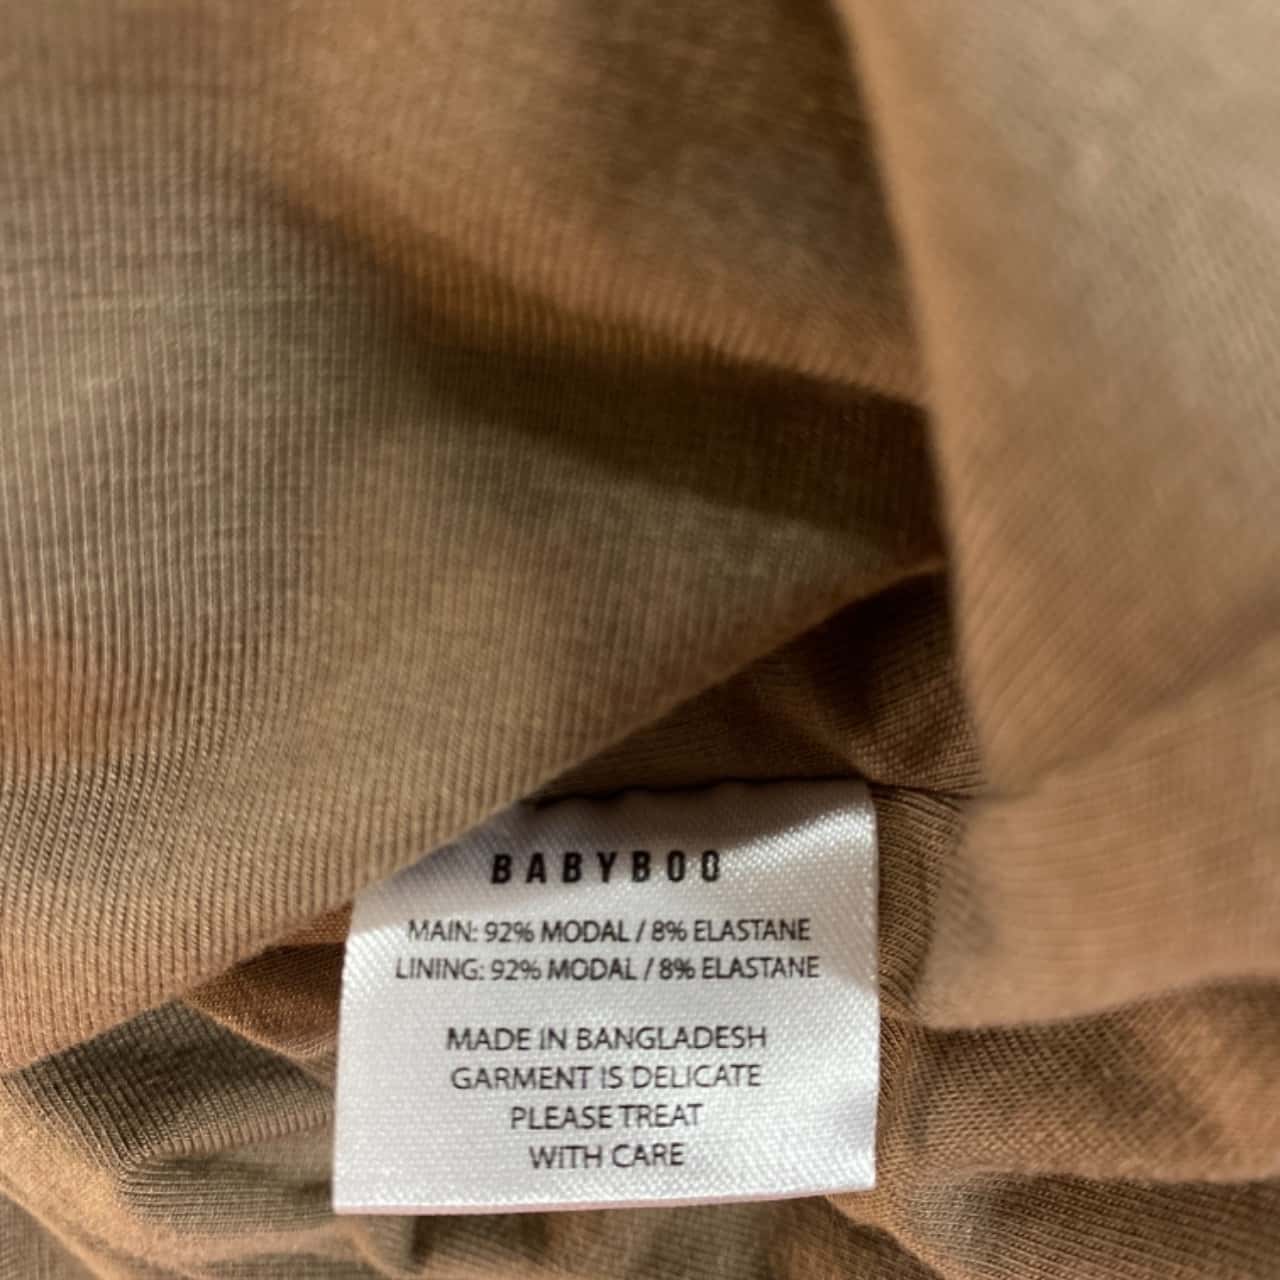 BABYBOO
MAIN: 92% MODAL / 8% ELASTANE
LINING: 92% MODAL / 8% ELASTANE
MADE IN BANGLADESH
GARMENT IS DELICATE
PLEASE TREAT
WITH CARE